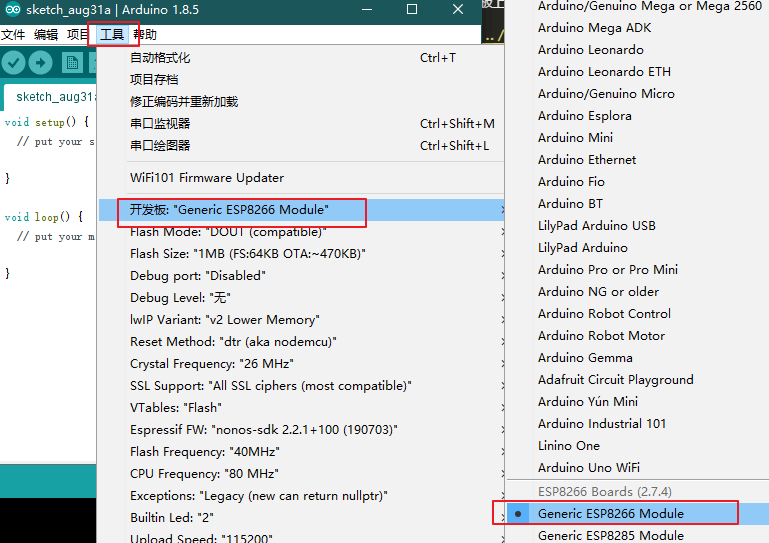 sketch_aug31a | Arduino 1.8.5
文件 编辑 项目 工具 帮助
sketch_aug31a
void setup() {
// put your s
}
void loop() {
// put your m
}
自动格式化 Ctrl+T
项目存档
修正编码并重新加载
串口监视器 Ctrl+Shift+M
串口绘图器 Ctrl+Shift+L
WiFi101 Firmware Updater
开发板: "Generic ESP8266 Module"
Flash Mode: "DOUT (compatible)"
Flash Size: "1MB (FS:64KB OTA:~470KB)"
Debug port: "Disabled"
Debug Level: "无"
lwIP Variant: "v2 Lower Memory"
Reset Method: "dtr (aka nodemcu)"
Crystal Frequency: "26 MHz"
SSL Support: "All SSL ciphers (most compatible)"
VTables: "Flash"
Espressif FW: "nonos-sdk 2.2.1+100 (190703)"
Flash Frequency: "40MHz"
CPU Frequency: "80 MHz"
Exceptions: "Legacy (new can return nullptr)"
Builtin Led: "2"
Upload Speed: "115200"
Arduino/Genuino Mega or Mega 2560
Arduino Mega ADK
Arduino Leonardo
Arduino Leonardo ETH
Arduino/Genuino Micro
Arduino Esplora
Arduino Mini
Arduino Ethernet
Arduino Fio
Arduino BT
LilyPad Arduino USB
LilyPad Arduino
Arduino Pro or Pro Mini
Arduino NG or older
Arduino Robot Control
Arduino Robot Motor
Arduino Gemma
Adafruit Circuit Playground
Arduino Yún Mini
Arduino Industrial 101
Linino One
Arduino Uno WiFi
ESP8266 Boards (2.7.4)
Generic ESP8266 Module
Generic ESP8285 Module